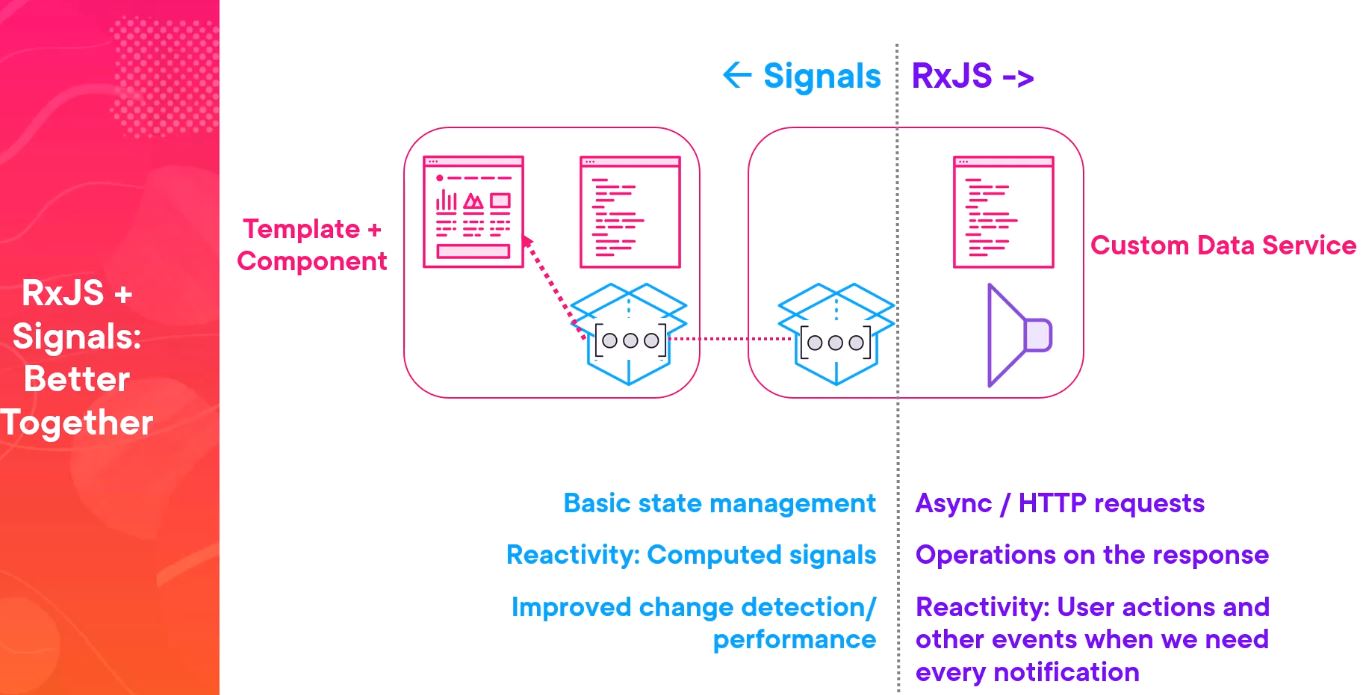 RxJS +
Signals:
Better
Together
← Signals
RxJS ->
Template +
Component
Custom Data Service
Basic state management
Reactivity: Computed signals
Improved change detection/
performance
Async / HTTP requests
Operations on the response
Reactivity: User actions and
other events when we need
every notification